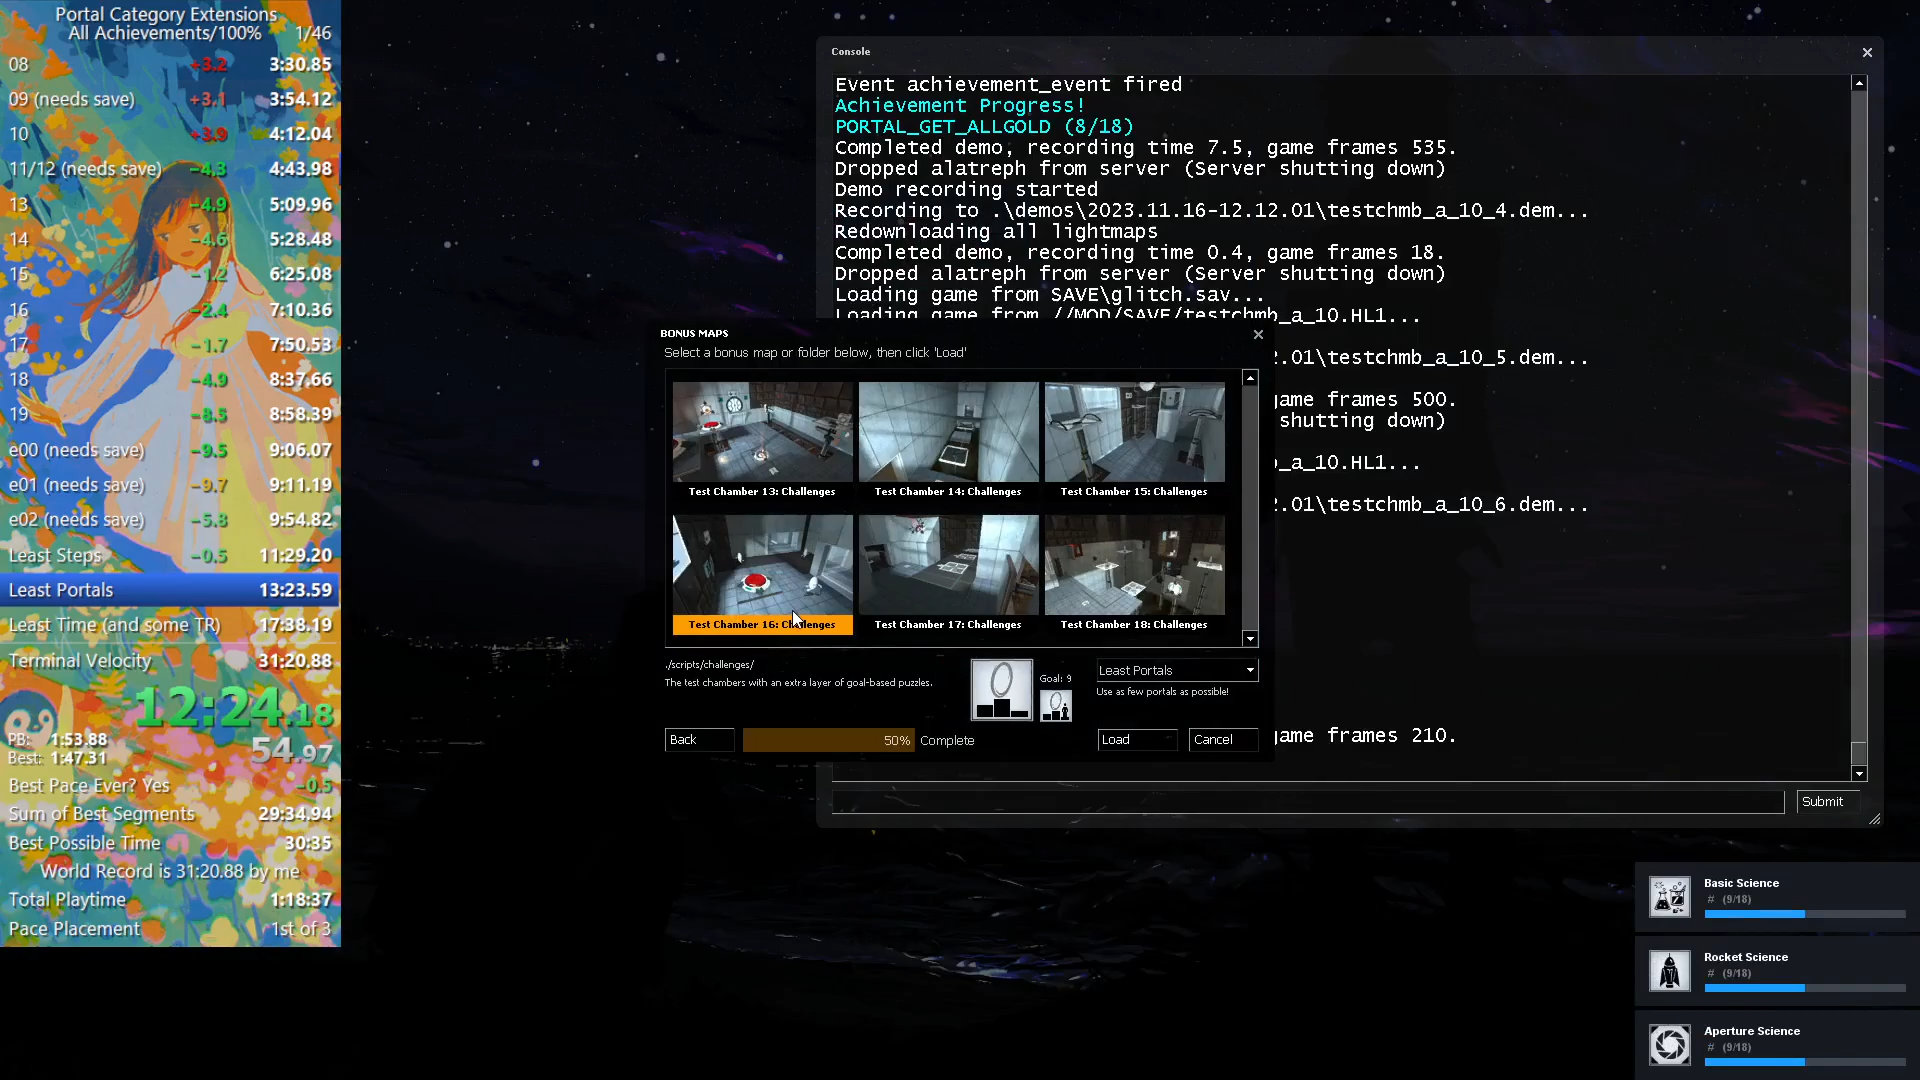 Portal Category Extensions
All Achievements/100% 1/46
08 +3.2 3:30.85
09 (needs save) +3.1 3:54.12
10 +3.9 4:12.04
11/12 (needs save) -4.3 4:43.98
13 -4.9 5:09.96
14 -4.6 5:28.48
15 -1.2 6:25.08
16 -2.4 7:10.36
17 -1.7 7:50.53
18 -4.9 8:37.66
19 -8.5 8:58.39
e00 (needs save) -9.5 9:06.07
e01 (needs save) -9.7 9:11.19
e02 (needs save) -5.8 9:54.82
Least Steps -0.5 11:29.20
Least Portals 13:23.59
Least Time (and some TR) 17:38.19
Terminal Velocity 31:20.88
12:24.18
PB: 1:53.88
Best: 1:47.31
54.97
Best Pace Ever? Yes -0.5
Sum of Best Segments 29:34.94
Best Possible Time 30:35
World Record is 31:20.88 by me
Total Playtime 1:18:37
Pace Placement 1st of 3
Console
Event achievement_event fired
Achievement Progress!
PORTAL_GET_ALLGOLD (8/18)
Completed demo, recording time 7.5, game frames 535.
Dropped alatreph from server (Server shutting down)
Demo recording started
Recording to .\demos\2023.11.16-12.12.01\testchmb_a_10_4.dem...
Redownloading all lightmaps
Completed demo, recording time 0.4, game frames 18.
Dropped alatreph from server (Server shutting down)
Loading game from SAVE\glitch.sav...
Loading game from //MOD/SAVE/testchmb_a_10.HL1...
2.01\testchmb_a_10_5.dem...
game frames 500.
shutting down)
_a_10.HL1...
2.01\testchmb_a_10_6.dem...
game frames 210.
Submit
BONUS MAPS
Select a bonus map or folder below, then click 'Load'
Test Chamber 13: Challenges
Test Chamber 14: Challenges
Test Chamber 15: Challenges
Test Chamber 16: Challenges
Test Chamber 17: Challenges
Test Chamber 18: Challenges
./scripts/challenges/
The test chambers with an extra layer of goal-based puzzles.
Goal: 9
Least Portals
Use as few portals as possible!
Back
50% Complete
Load
Cancel
Basic Science
# (9/18)
Rocket Science
# (9/18)
Aperture Science
# (9/18)